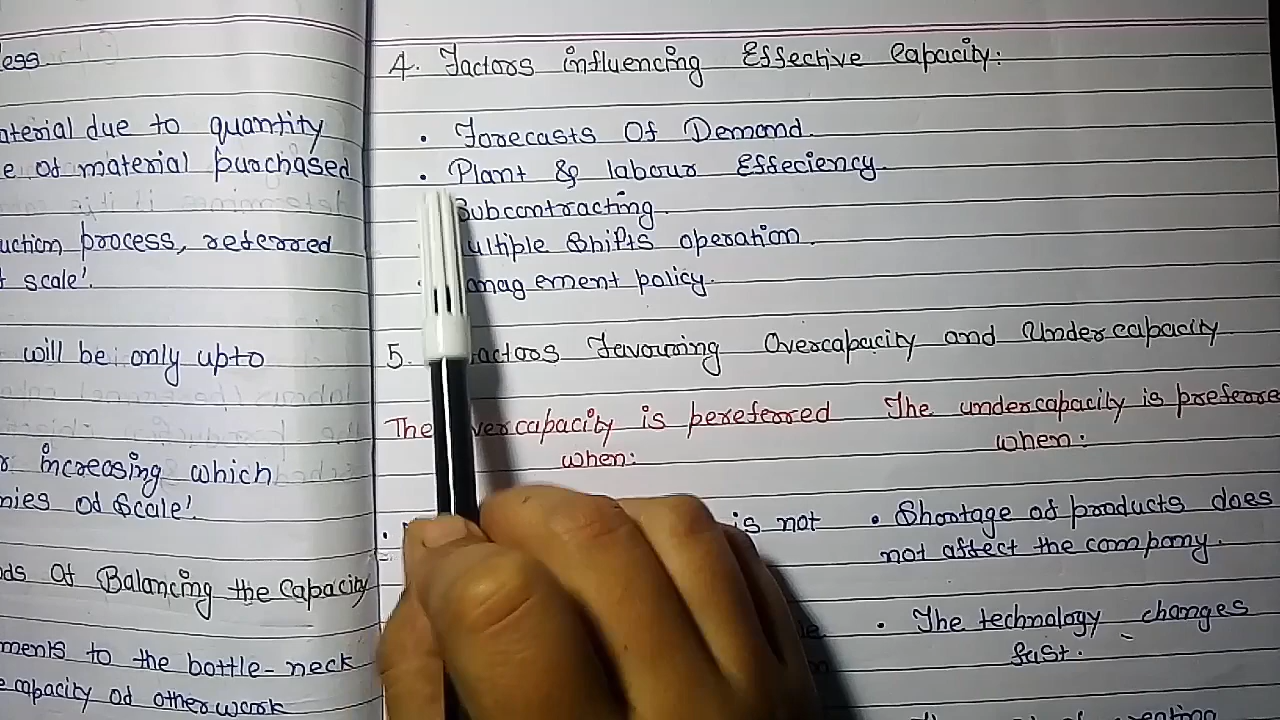 ess.
aterial due to quantity
e of material purchased
uction process, referred
scale'.
will be only upto
increasing which
mies of scale'.
ds Of Balancing the Capacity
ments to the bottle-neck
capacity of other work
4. Factors influencing Effective Capacity:
• Forecasts Of Demand.
• Plant & labour Effeciency
Subcontracting.
ultiple Shifts operation.
anagement policy.
5. actors Favouring Overcapacity and Undercapacity
The vercapacity is pereferred
when:
is not
The undercapacity is prefere
when:
• Shortage of products does
not affect the company.
• The technology changes
fast.